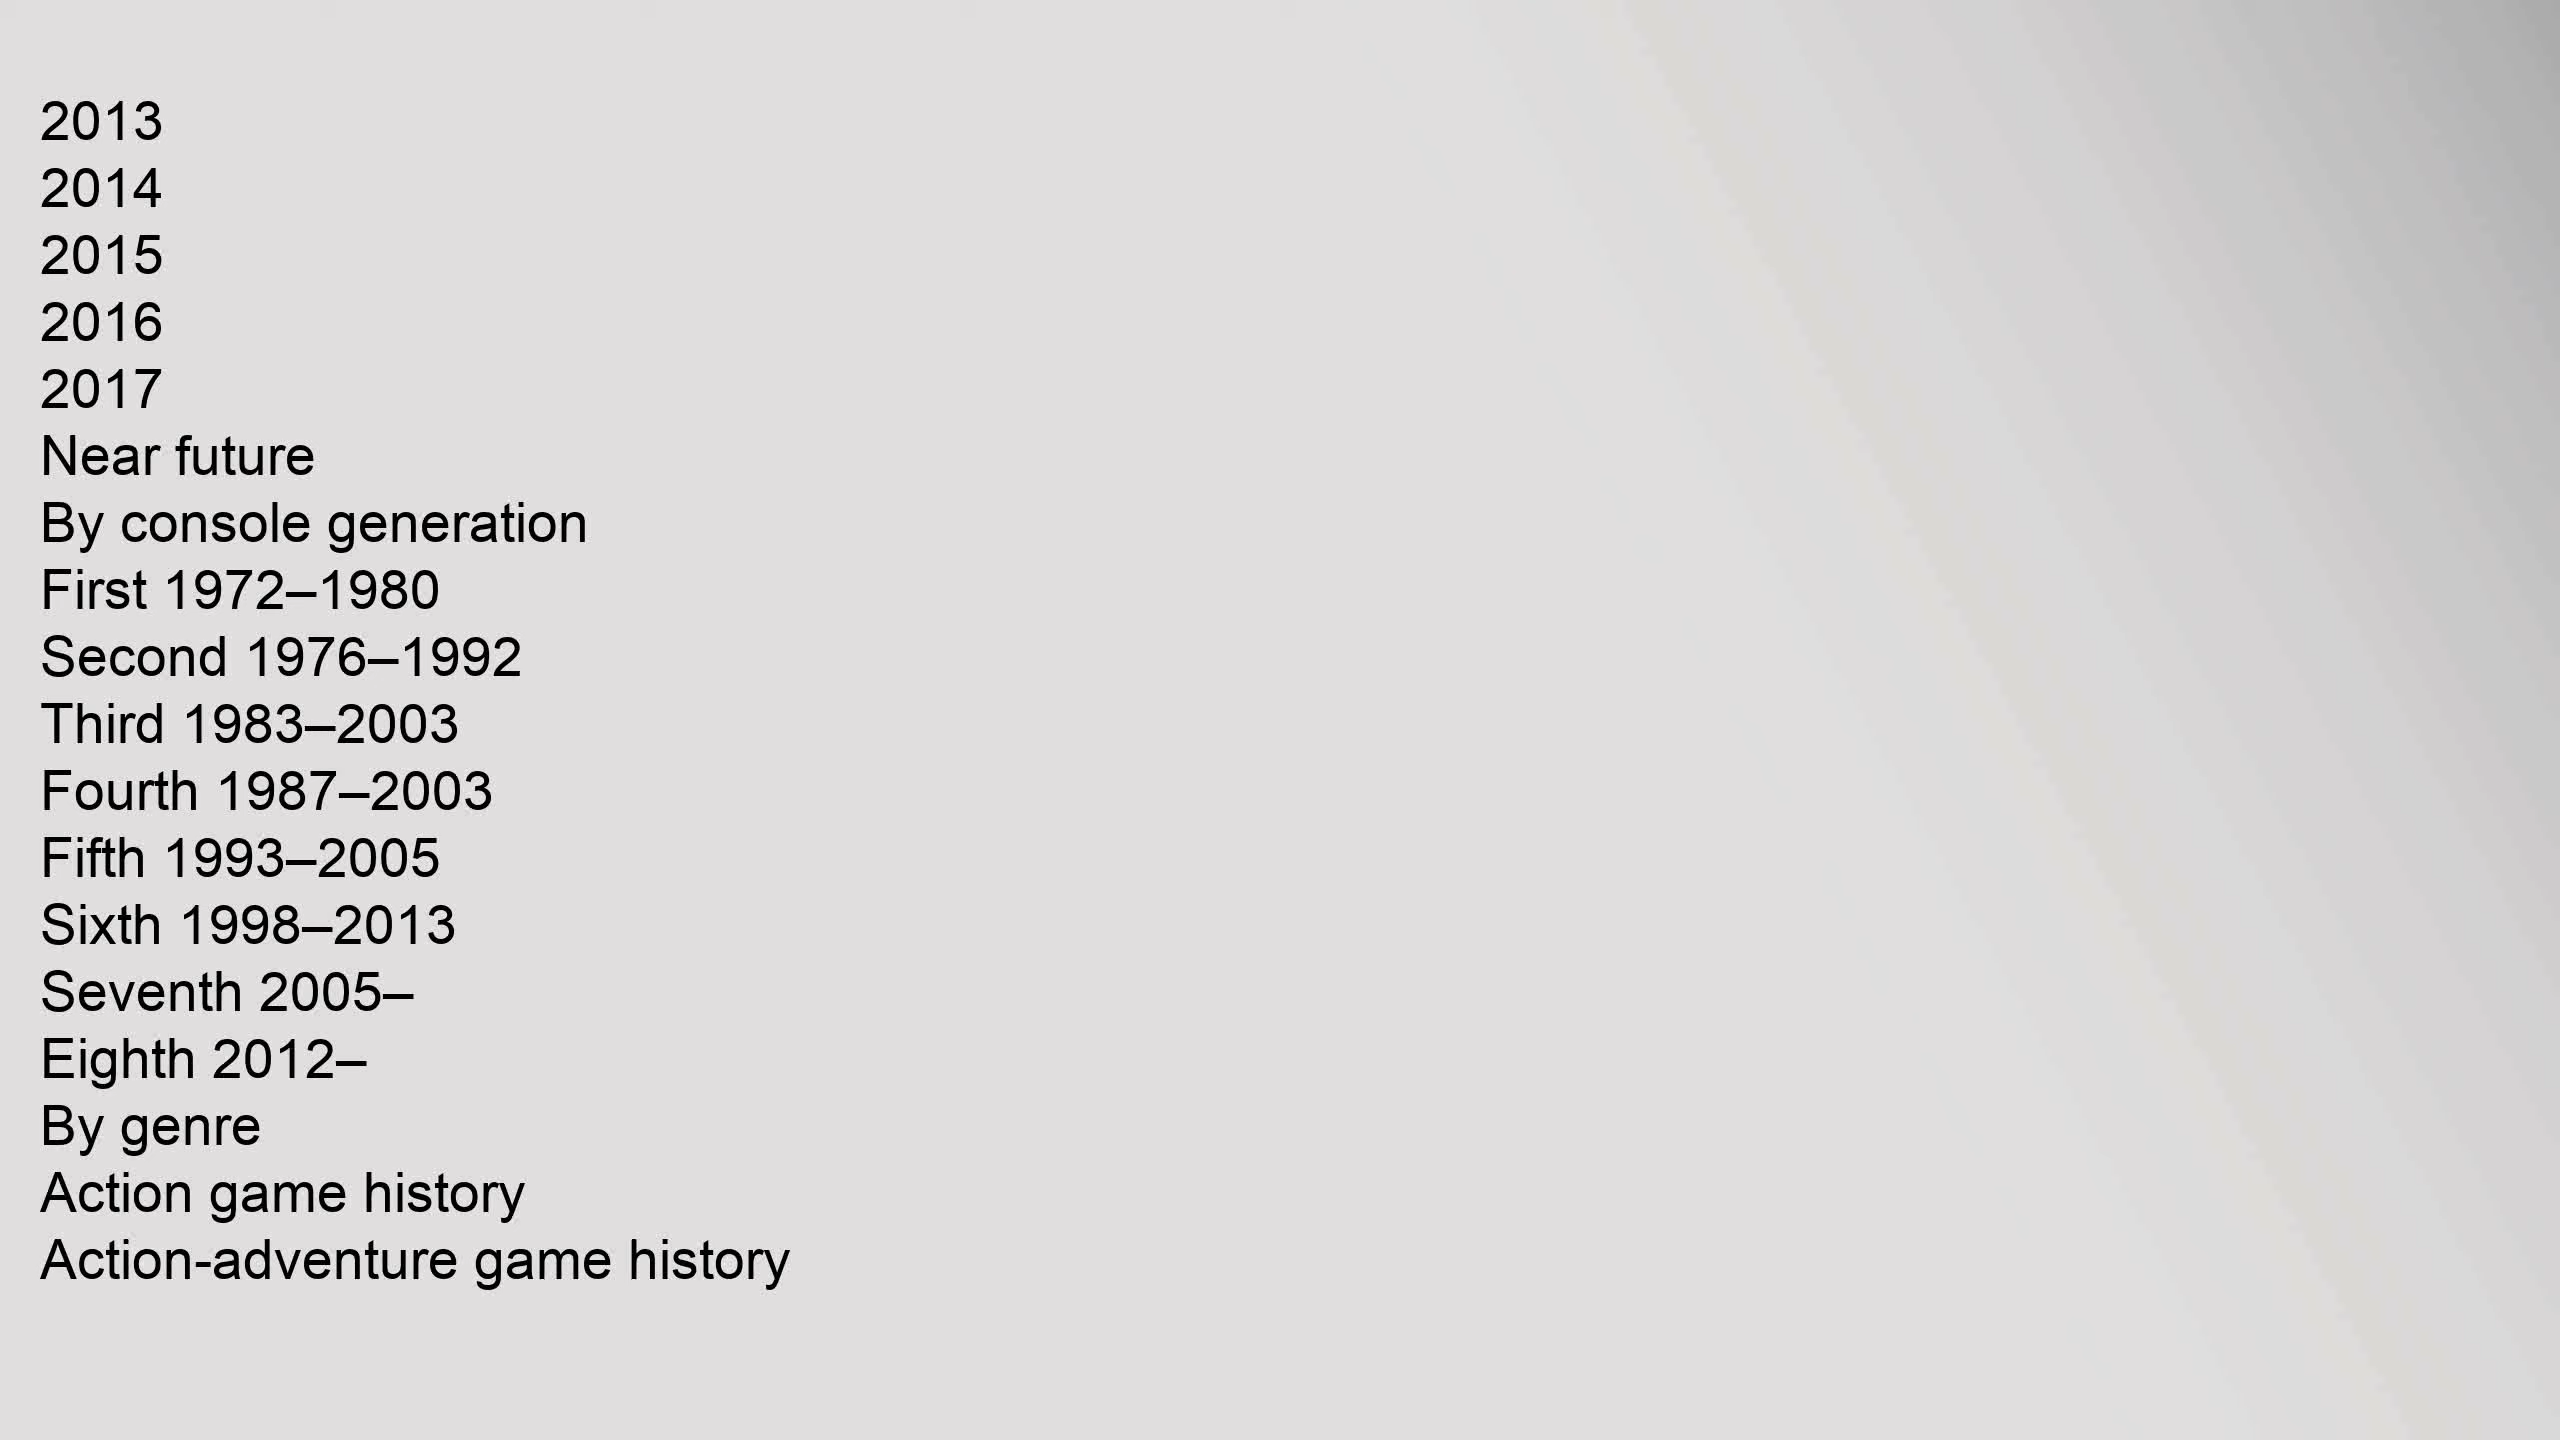 2013
2014
2015
2016
2017
Near future
By console generation
First 1972–1980
Second 1976–1992
Third 1983–2003
Fourth 1987–2003
Fifth 1993–2005
Sixth 1998–2013
Seventh 2005–
Eighth 2012–
By genre
Action game history
Action-adventure game history